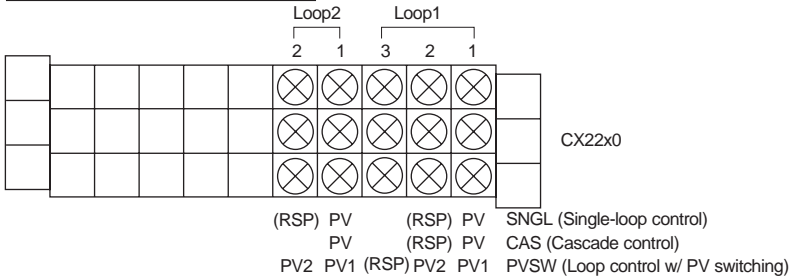 Loop2 Loop1
2 1 3 2 1
CX22x0
(RSP) PV (RSP) PV SNGL (Single-loop control)
PV (RSP) PV CAS (Cascade control)
PV2 PV1 (RSP) PV2 PV1 PVSW (Loop control w/ PV switching)